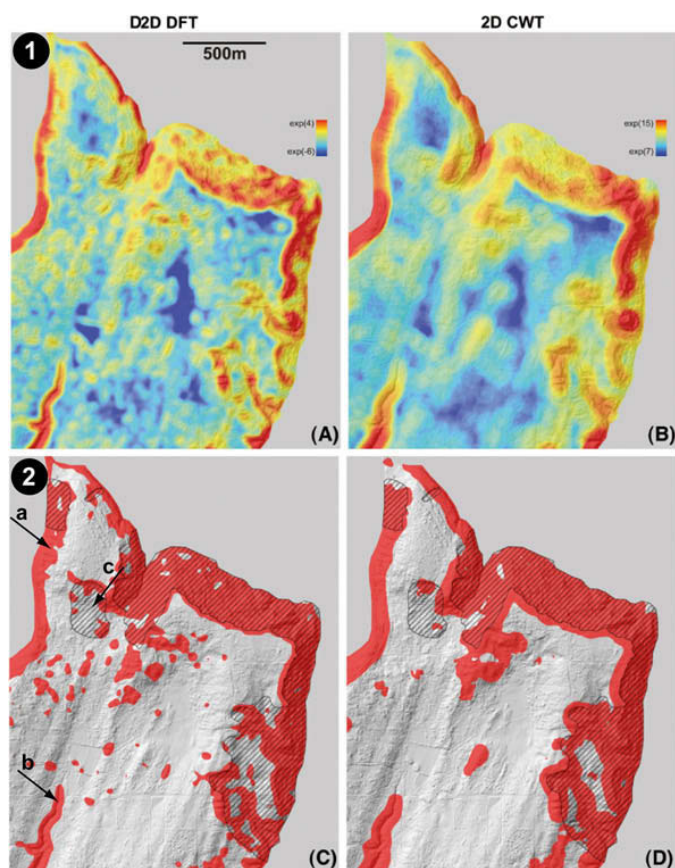 D2D DFT
2D CWT
1
500m
exp(4)
exp(-6)
exp(15)
exp(7)
(A)
(B)
2
a
c
b
(C)
(D)